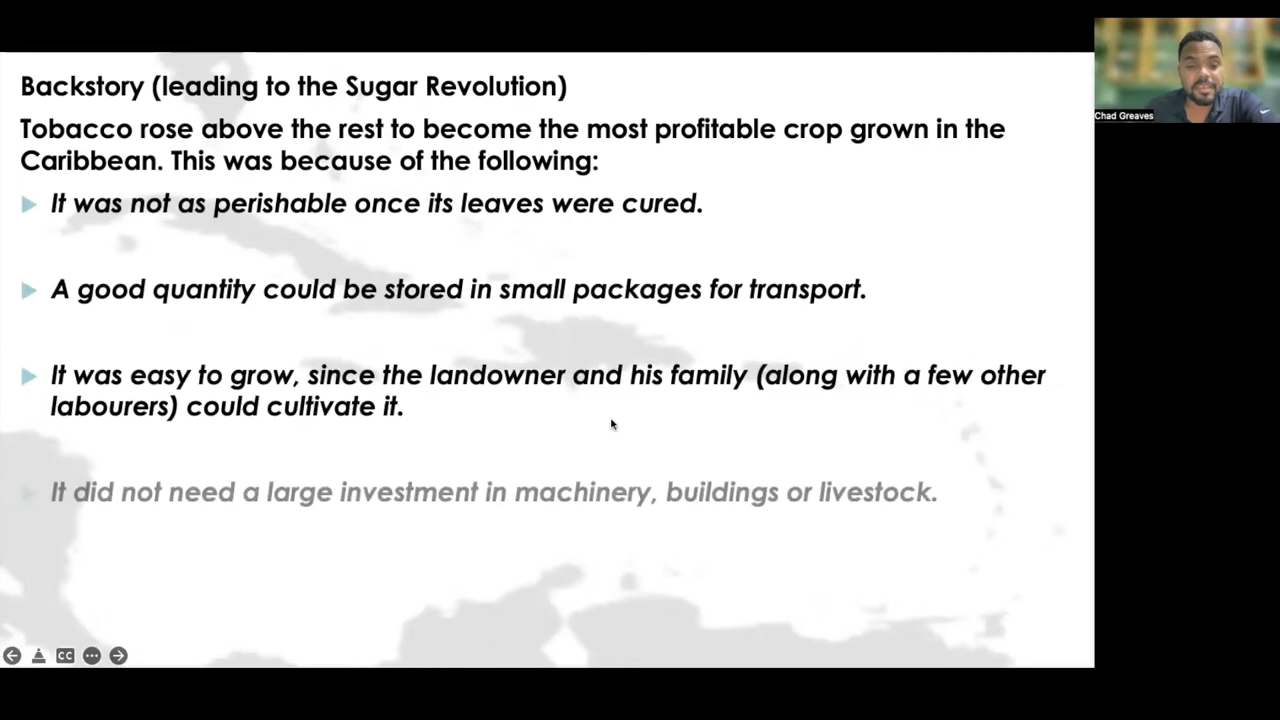 Backstory (leading to the Sugar Revolution)
Tobacco rose above the rest to become the most profitable crop grown in the
Caribbean. This was because of the following:
It was not as perishable once its leaves were cured.
A good quantity could be stored in small packages for transport.
It was easy to grow, since the landowner and his family (along with a few other
labourers) could cultivate it.
It did not need a large investment in machinery, buildings or livestock.
Chad Greaves
CC